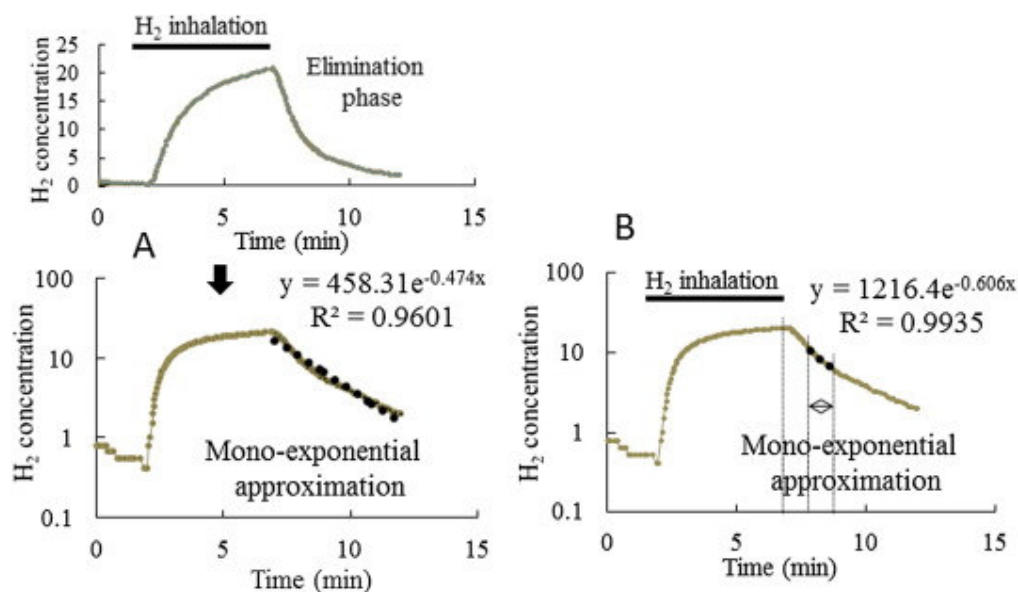 H₂ inhalation
25
20
15
10
5
0
H₂ concentration
Elimination
phase
0 5 10 15
Time (min)
A
y = 458.31e^-0.474x
R² = 0.9601
100
10
1
0.1
H₂ concentration
Mono-exponential
approximation
0 5 10 15
Time (min)
B
H₂ inhalation
y = 1216.4e^-0.606x
R² = 0.9935
100
10
1
0.1
H₂ concentration
Mono-exponential
approximation
0 5 10 15
Time (min)